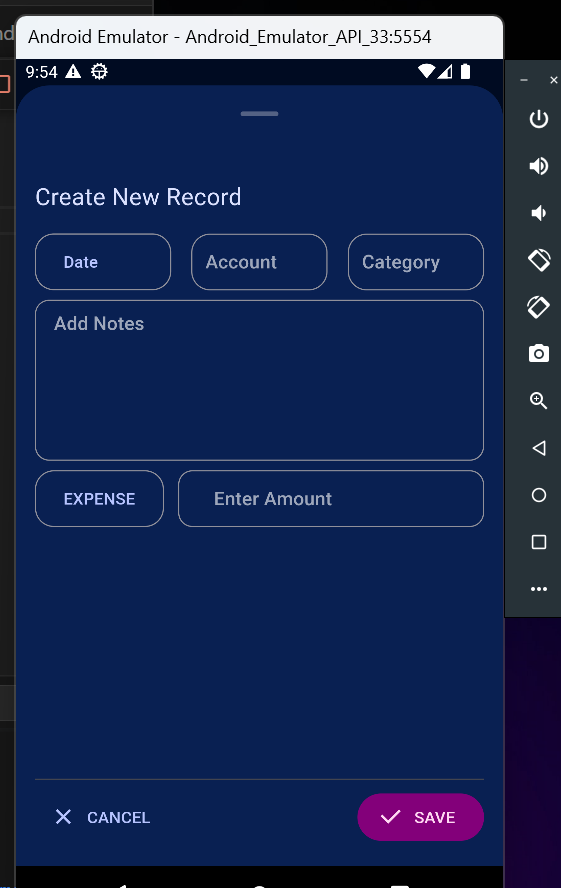 Android Emulator - Android_Emulator_API_33:5554
9:54
Create New Record
Date Account Category
Add Notes
EXPENSE Enter Amount
CANCEL SAVE